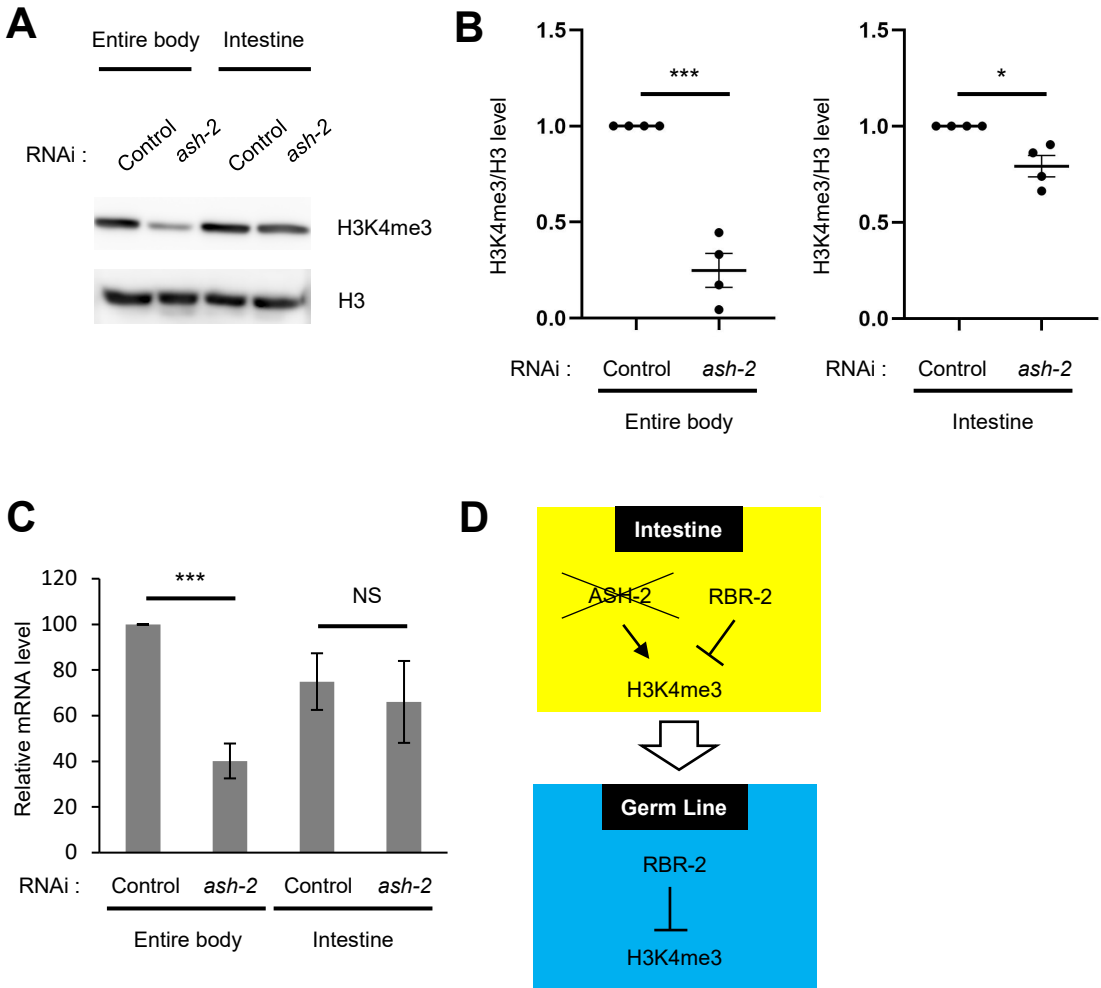 A
Entire body Intestine
RNAi : Control ash-2 Control ash-2
H3K4me3
H3
B
1.5
1.0
0.5
0.0
H3K4me3/H3 level
***
RNAi : Control ash-2
Entire body
1.5
1.0
0.5
0.0
H3K4me3/H3 level
*
RNAi : Control ash-2
Intestine
C
120
100
80
60
40
20
0
Relative mRNA level
***
NS
RNAi : Control ash-2 Control ash-2
Entire body Intestine
D
Intestine
ASH-2 RBR-2
H3K4me3
Germ Line
RBR-2
H3K4me3